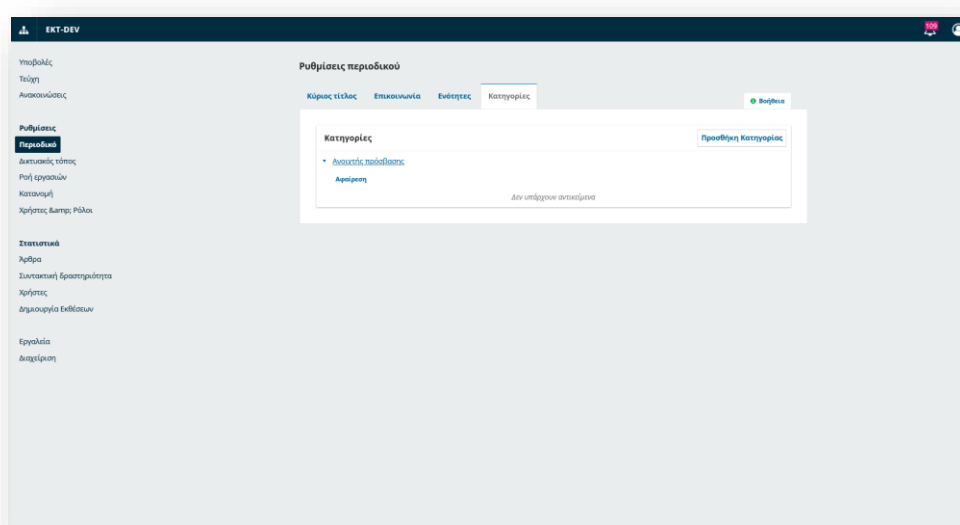 EKT-DEV
109
Υποβολές
Τεύχη
Ανακοινώσεις
Ρυθμίσεις
Περιοδικό
Δικτυακός τόπος
Ροή εργασιών
Κατανομή
Χρήστες &amp; Ρόλοι
Στατιστικά
Άρθρα
Συντακτική δραστηριότητα
Χρήστες
Δημιουργία Εκθέσεων
Εργαλεία
Διαχείριση
Ρυθμίσεις περιοδικού
Κύριος τίτλος Επικοινωνία Ενότητες Κατηγορίες
Βοήθεια
Κατηγορίες Προσθήκη Κατηγορίας
Ανοιχτής πρόσβασης
Αφαίρεση
Δεν υπάρχουν αντικείμενα